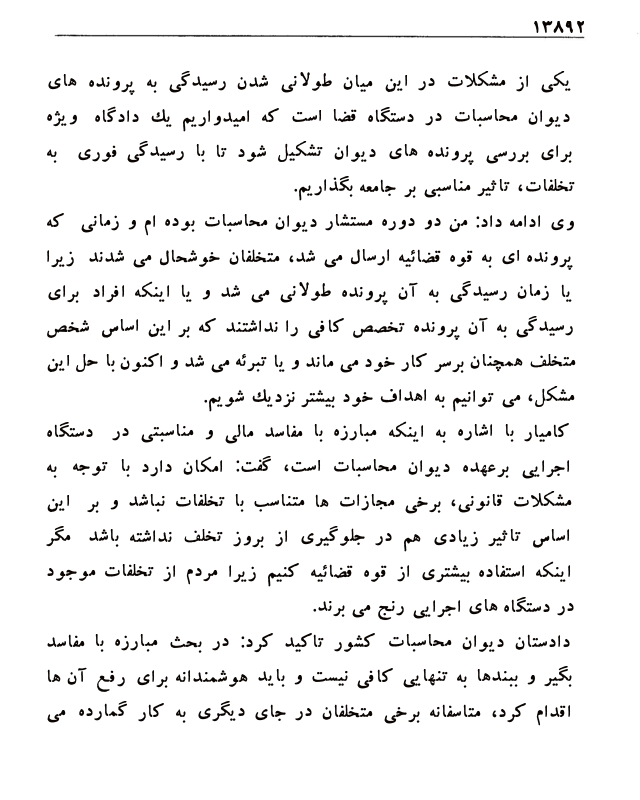 ۱۳۸۹۲
یکی از مشکلات در این میان طولانی شدن رسیدگی به پرونده های
دیوان محاسبات در دستگاه قضا است که امیدواریم یك دادگاه ویژه
برای بررسی پرونده های دیوان تشکیل شود تا با رسیدگی فوری به
تخلفات، تاثیر مناسبی بر جامعه بگذاریم.
وی ادامه داد: من دو دوره مستشار دیوان محاسبات بوده ام و زمانی که
پرونده ای به قوه قضائیه ارسال می شد، متخلفان خوشحال می شدند زیرا
یا زمان رسیدگی به آن پرونده طولانی می شد و یا اینکه افراد برای
رسیدگی به آن پرونده تخصص کافی را نداشتند که بر این اساس شخص
متخلف همچنان برسر کار خود می ماند و یا تبرئه می شد و اکنون با حل این
مشکل، می توانیم به اهداف خود بیشتر نزدیك شویم.
کامیار با اشاره به اینکه مبارزه با مفاسد مالی و مناسبتی در دستگاه
اجرایی برعهده دیوان محاسبات است، گفت: امکان دارد با توجه به
مشکلات قانونی، برخی مجازات ها متناسب با تخلفات نباشد و بر این
اساس تاثیر زیادی هم در جلوگیری از بروز تخلف نداشته باشد مگر
اینکه استفاده بیشتری از قوه قضائیه کنیم زیرا مردم از تخلفات موجود
در دستگاه های اجرایی رنج می برند.
دادستان دیوان محاسبات کشور تاکید کرد: در بحث مبارزه با مفاسد
بگیر و ببندها به تنهایی کافی نیست و باید هوشمندانه برای رفع آن ها
اقدام کرد، متاسفانه برخی متخلفان در جای دیگری به کار گمارده می